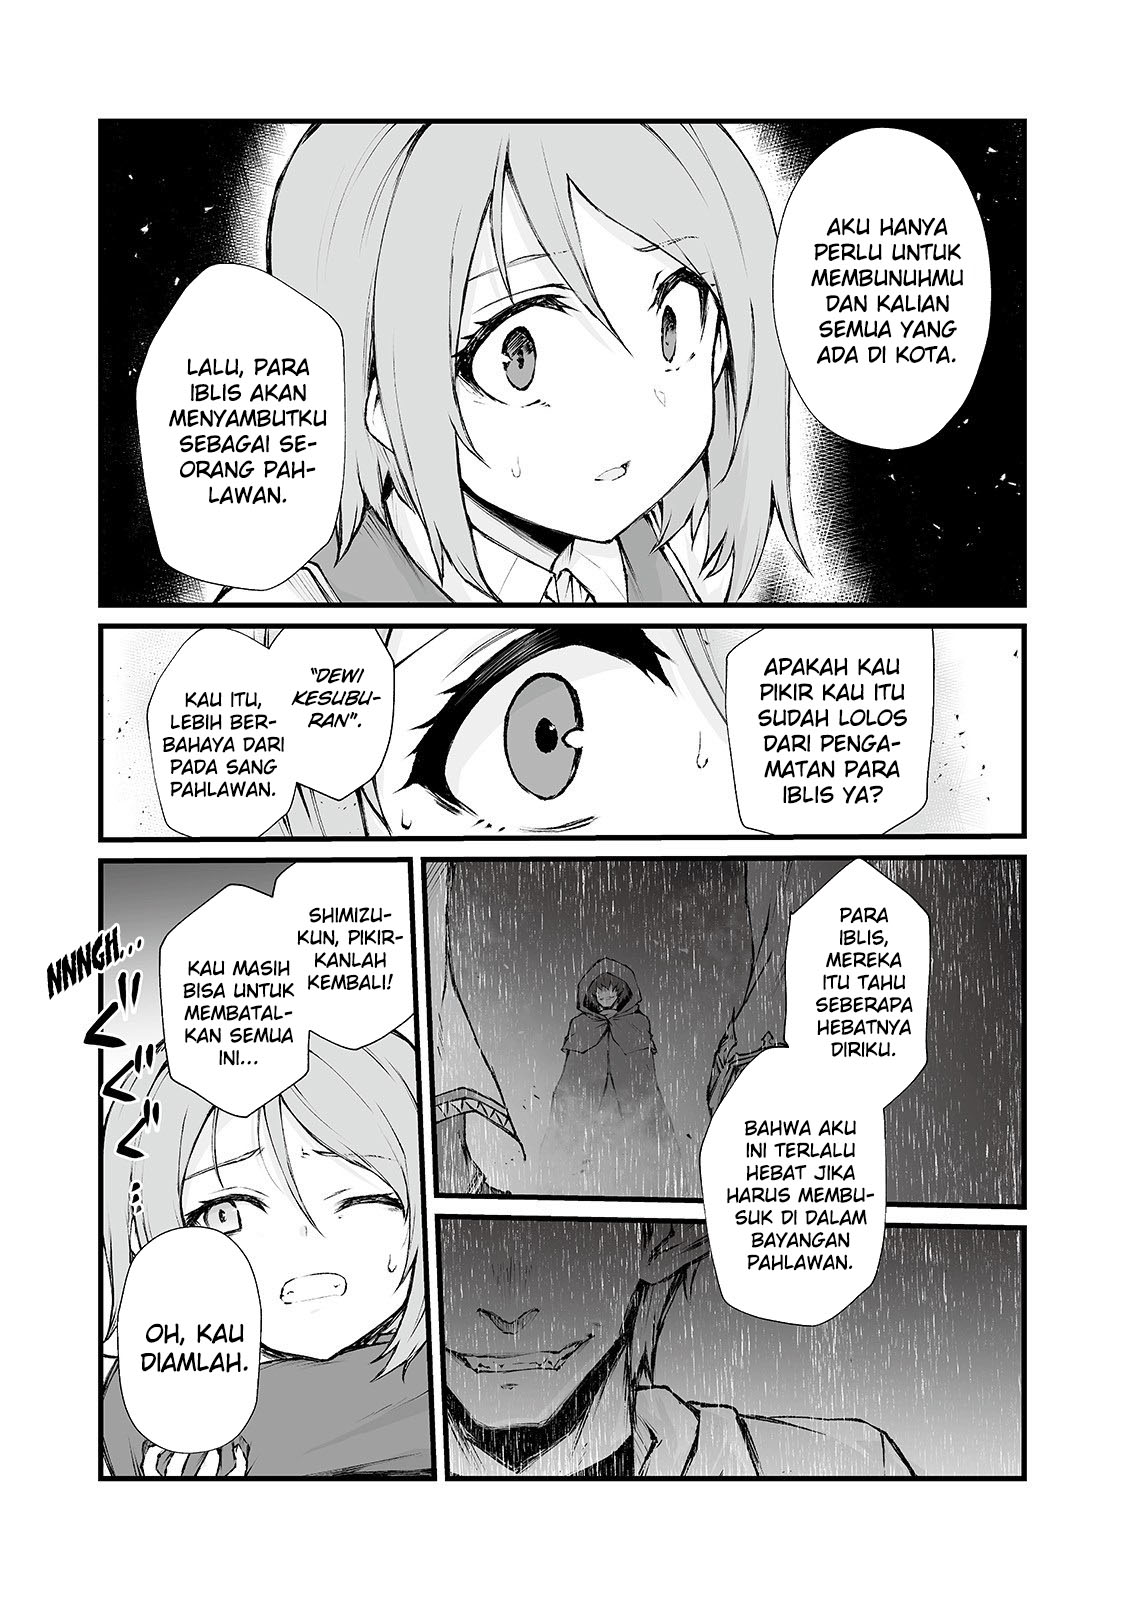 AKU HANYA
PERLU UNTUK
MEMBUNUHMU
DAN KALIAN
SEMUA YANG
ADA DI KOTA.
LALU, PARA
IBLIS AKAN
MENYAMBUTKU
SEBAGAI SE-
ORANG PAH-
LAWAN.
APAKAH KAU
PIKIR KAU ITU
SUDAH LOLOS
DARI PENGA-
MATAN PARA
IBLIS YA?
"DEWI
KESUBU-
RAN".
KAU ITU,
LEBIH BER-
BAHAYA DARI
PADA SANG
PAHLAWAN.
PARA
IBLIS,
MEREKA
ITU TAHU
SEBERAPA
HEBATNYA
DIRIKU.
BAHWA AKU
INI TERLALU
HEBAT JIKA
HARUS MEMBU-
SUK DI DALAM
BAYANGAN
PAHLAWAN.
SHIMIZU-
KUN, PIKIR-
KANLAH
KEMBALI!
KAU MASIH
BISA UNTUK
MEMBATAL-
KAN SEMUA
INI...
NNNGH...
ぐぐぐ…
OH, KAU
DIAMLAH.